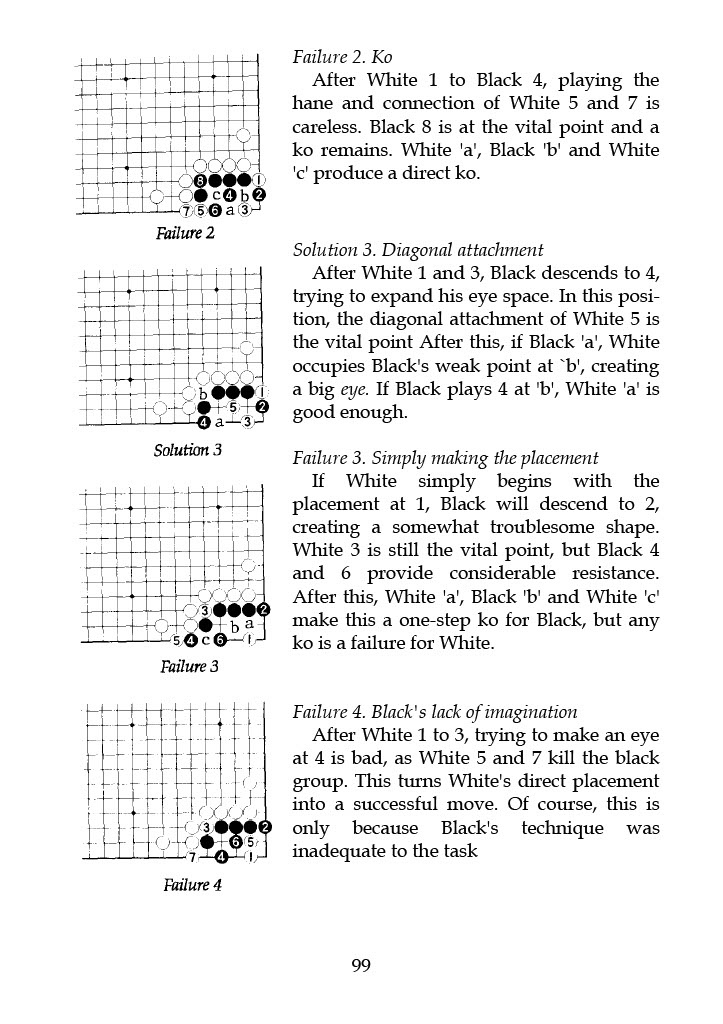 Failure 2. Ko
After White 1 to Black 4, playing the
hane and connection of White 5 and 7 is
careless. Black 8 is at the vital point and a
ko remains. White 'a', Black 'b' and White
'c' produce a direct ko.
8 1
c 4 b 2
7 5 6 a 3
Failure 2
Solution 3. Diagonal attachment
After White 1 and 3, Black descends to 4,
trying to expand his eye space. In this posi-
tion, the diagonal attachment of White 5 is
the vital point After this, if Black 'a', White
occupies Black's weak point at `b', creating
a big eye. If Black plays 4 at 'b', White 'a' is
good enough.
b 1
5 2
4 a 3
Solution 3
Failure 3. Simply making the placement
If White simply begins with the
placement at 1, Black will descend to 2,
creating a somewhat troublesome shape.
White 3 is still the vital point, but Black 4
and 6 provide considerable resistance.
After this, White 'a', Black 'b' and White 'c'
make this a one-step ko for Black, but any
ko is a failure for White.
3 2
b a
5 4 c 6 1
Failure 3
Failure 4. Black's lack of imagination
After White 1 to 3, trying to make an eye
at 4 is bad, as White 5 and 7 kill the black
group. This turns White's direct placement
into a successful move. Of course, this is
only because Black's technique was
inadequate to the task
3 2
6 5
7 4 1
Failure 4
99